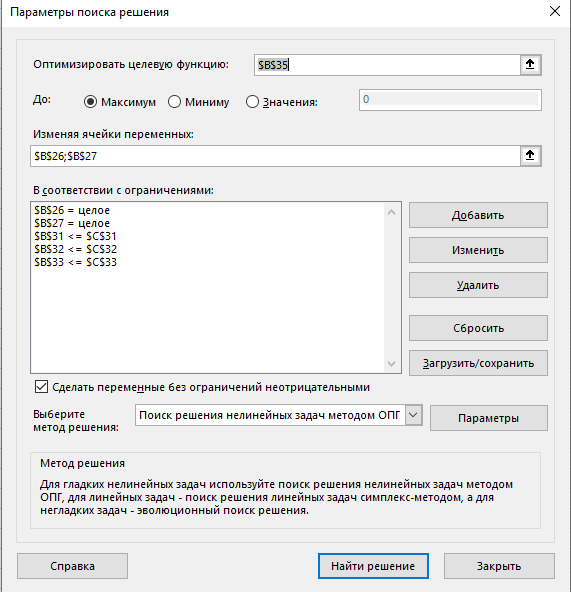 Параметры поиска решения
Оптимизировать целевую функцию:
$B$35
До:
Максимум
Миниму
Значения:
0
Изменяя ячейки переменных:
$B$26;$B$27
В соответствии с ограничениями:
$B$26 = целое
$B$27 = целое
$B$31 <= $C$31
$B$32 <= $C$32
$B$33 <= $C$33
Добавить
Изменить
Удалить
Сбросить
Загрузить/сохранить
Сделать переменные без ограничений неотрицательными
Выберите
метод решения:
Поиск решения нелинейных задач методом ОПГ
Параметры
Метод решения
Для гладких нелинейных задач используйте поиск решения нелинейных задач методом
ОПГ, для линейных задач - поиск решения линейных задач симплекс-методом, а для
негладких задач - эволюционный поиск решения.
Справка
Найти решение
Закрыть